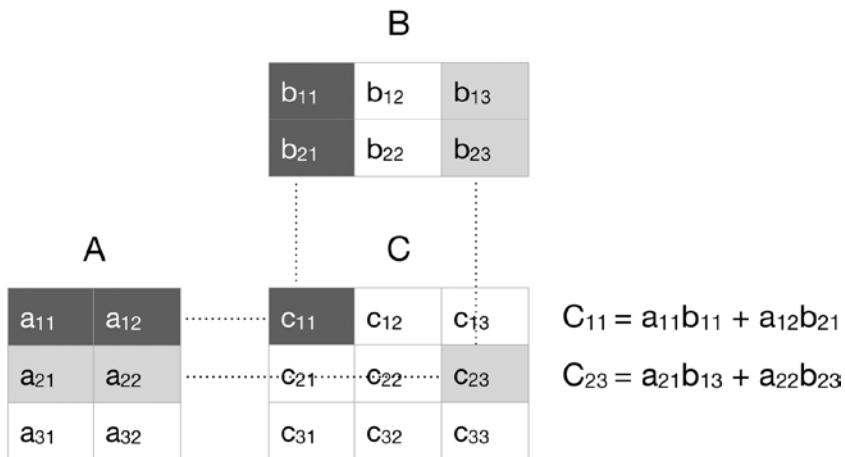 B
b₁₁ b₁₂ b₁₃
b₂₁ b₂₂ b₂₃
A C
a₁₁ a₁₂ c₁₁ c₁₂ c₁₃ C₁₁ = a₁₁b₁₁ + a₁₂b₂₁
a₂₁ a₂₂ c₂₁ c₂₂ c₂₃ C₂₃ = a₂₁b₁₃ + a₂₂b₂₃
a₃₁ a₃₂ c₃₁ c₃₂ c₃₃